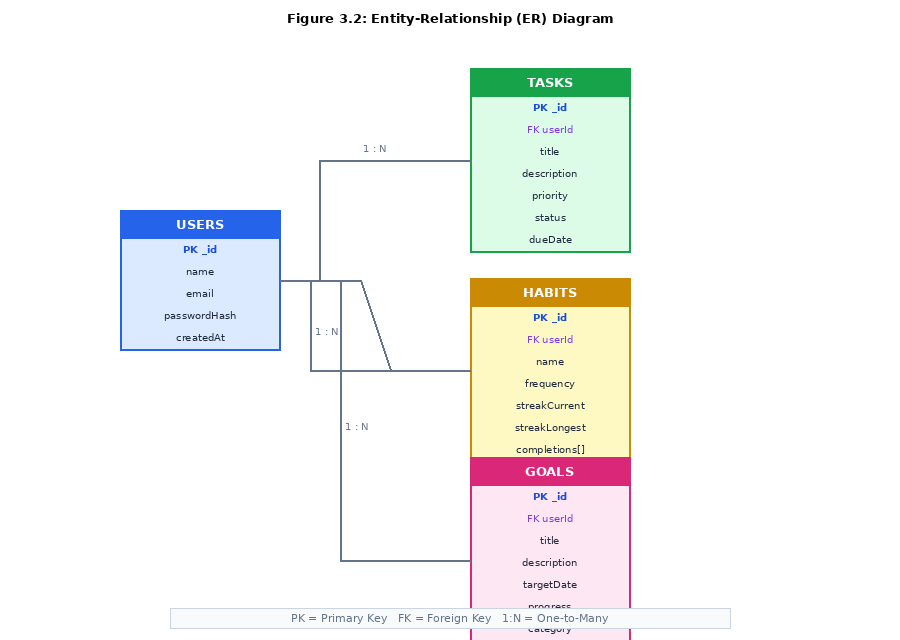 Figure 3.2: Entity-Relationship (ER) Diagram
TASKS
PK _id
FK userId
title
description
priority
status
dueDate
1 : N
USERS
PK _id
name
email
passwordHash
createdAt
1 : N
HABITS
PK _id
FK userId
name
frequency
streakCurrent
streakLongest
completions[]
1 : N
GOALS
PK _id
FK userId
title
description
targetDate
progress
category
PK = Primary Key   FK = Foreign Key   1:N = One-to-Many